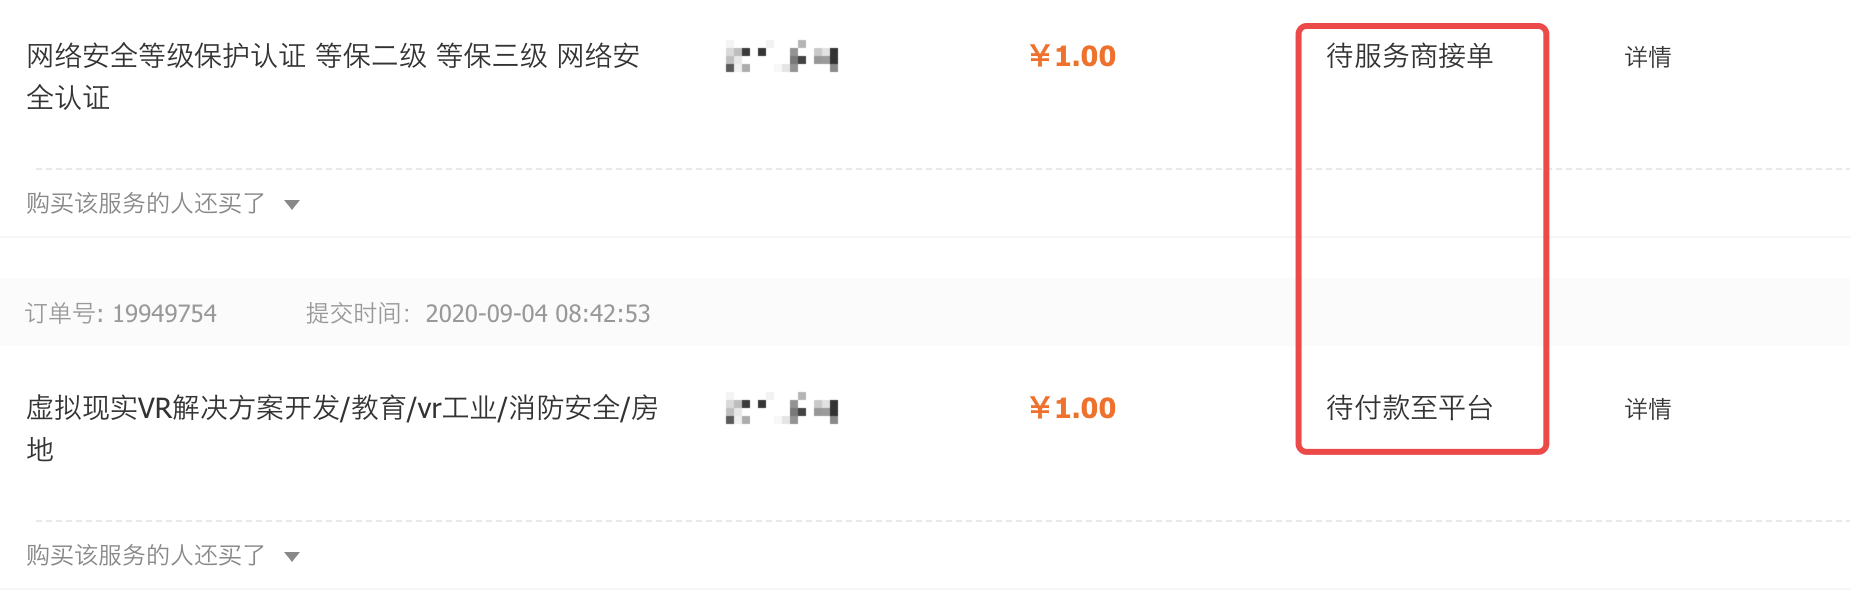 网络安全等级保护认证 等保二级 等保三级 网络安
全认证
¥1.00
待服务商接单
详情
购买该服务的人还买了
订单号: 19949754
提交时间：2020-09-04 08:42:53
虚拟现实VR解决方案开发/教育/vr工业/消防安全/房
地
¥1.00
待付款至平台
详情
购买该服务的人还买了